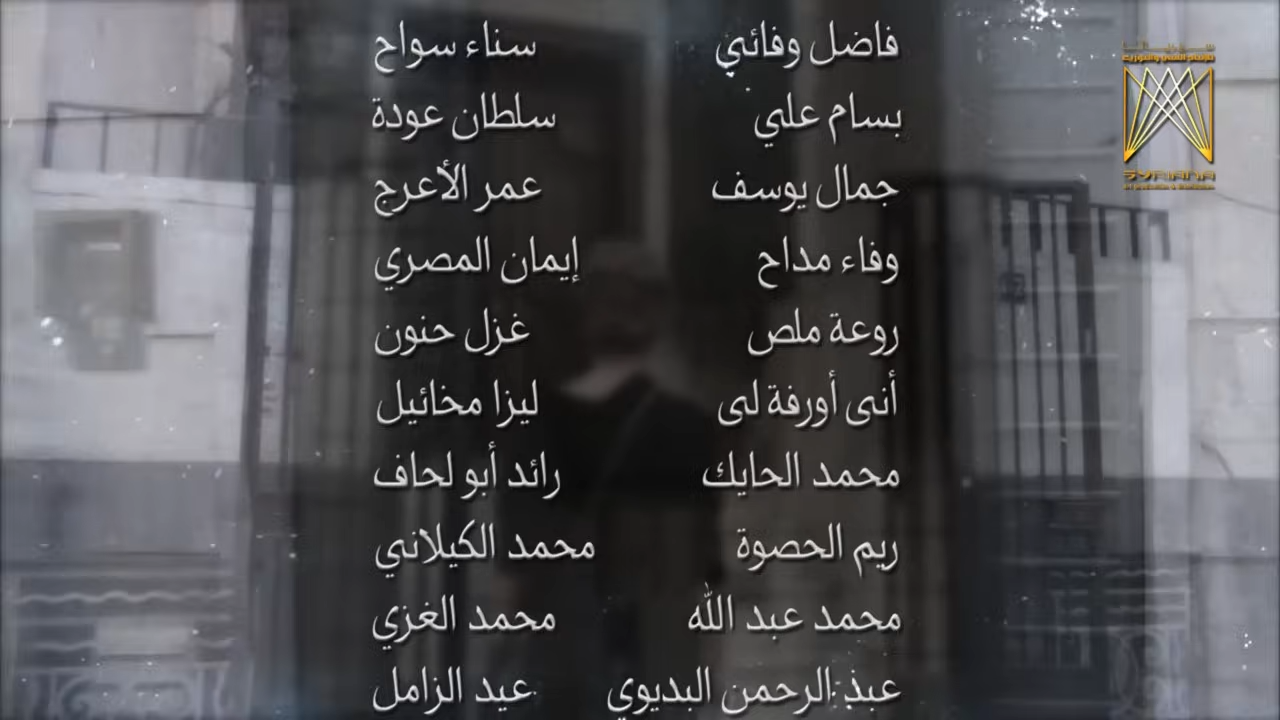 فاضل وفائي سناء سواح
بسام علي سلطان عودة
جمال يوسف عمر الأعرج
وفاء مداح إيمان المصري
روعة ملص غزل حنون
أنى أورفة لى ليزا مخائيل
محمد الحايك رائد أبو لحاف
ريم الحصوة محمد الكيلاني
محمد عبد الله محمد الغزي
عبد الرحمن البديوي عيد الزامل
SYRIANA